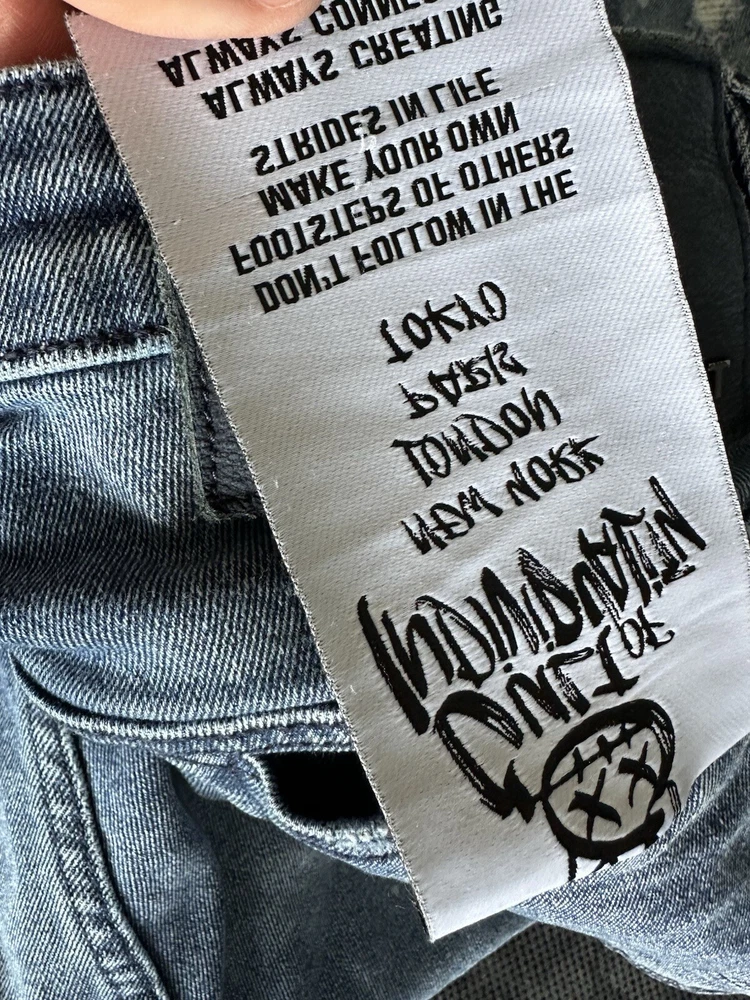 CULT OF
INDIVIDUALITY
NEW YORK
LONDON
PARIS
TOKYO
DON'T FOLLOW IN THE
FOOTSTEPS OF OTHERS
MAKE YOUR OWN
STRIDES IN LIFE
ALWAYS CREATING
ALWAYS